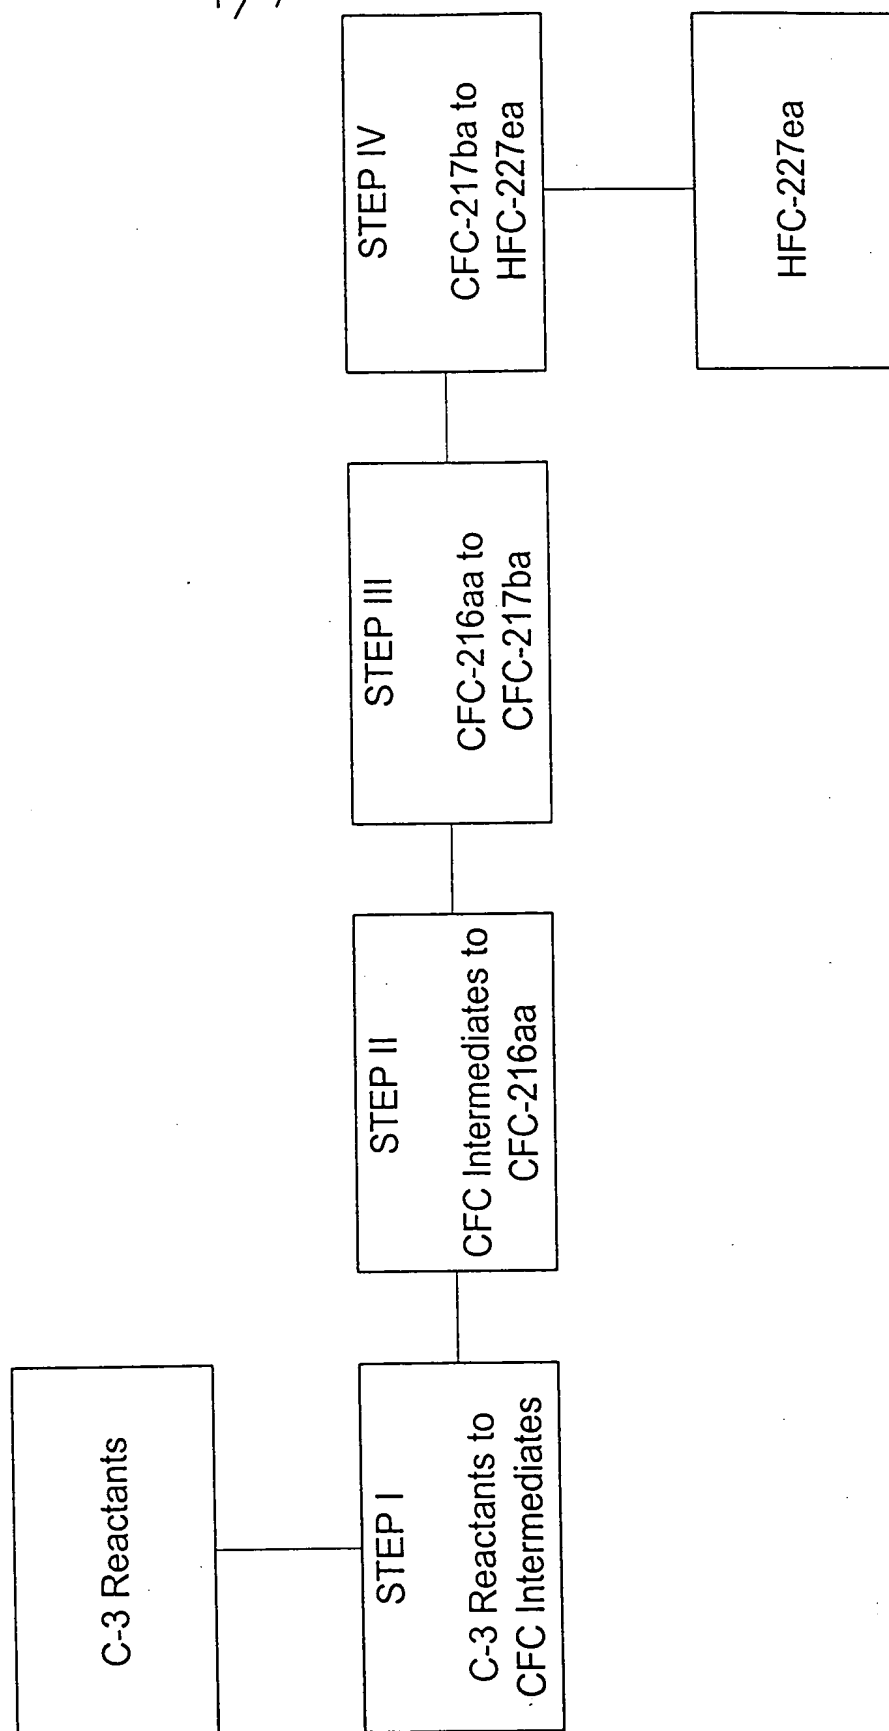 C-3 Reactants
STEP I
C-3 Reactants to
CFC Intermediates
STEP II
CFC Intermediates to
CFC-216aa
STEP III
CFC-216aa to
CFC-217ba
STEP IV
CFC-217ba to
HFC-227ea
HFC-227ea